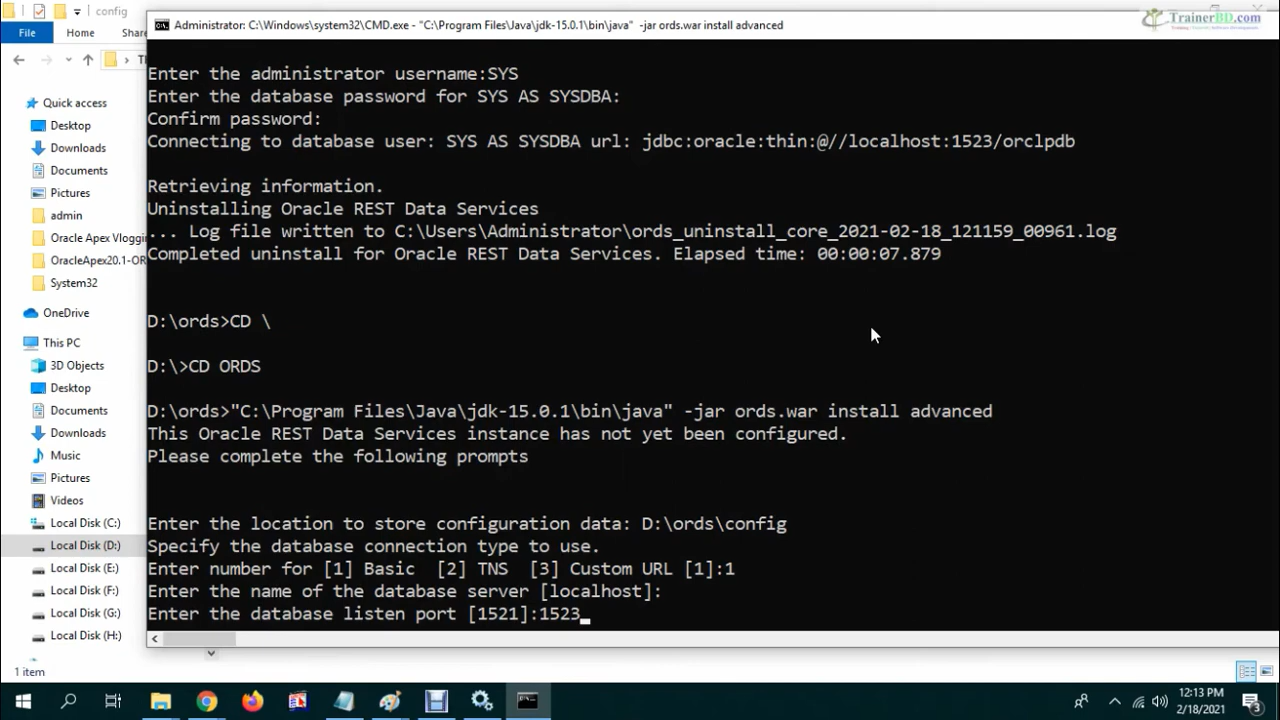 config
Administrator: C:\Windows\system32\CMD.exe - "C:\Program Files\Java\jdk-15.0.1\bin\java" -jar ords.war install advanced
TrainerBD.com
File
Home
Shar
Enter the administrator username:SYS
Enter the database password for SYS AS SYSDBA:
Confirm password:
Connecting to database user: SYS AS SYSDBA url: jdbc:oracle:thin:@//localhost:1523/orclpdb
Retrieving information.
Uninstalling Oracle REST Data Services
... Log file written to C:\Users\Administrator\ords_uninstall_core_2021-02-18_121159_00961.log
Completed uninstall for Oracle REST Data Services. Elapsed time: 00:00:07.879
D:\ords>CD \
D:\>CD ORDS
D:\ords>"C:\Program Files\Java\jdk-15.0.1\bin\java" -jar ords.war install advanced
This Oracle REST Data Services instance has not yet been configured.
Please complete the following prompts
Enter the location to store configuration data: D:\ords\config
Specify the database connection type to use.
Enter number for [1] Basic [2] TNS [3] Custom URL [1]:1
Enter the name of the database server [localhost]:
Enter the database listen port [1521]:1523
Quick access
Desktop
Downloads
Documents
Pictures
admin
Oracle Apex Vlogging
OracleApex20.1-OR
System32
OneDrive
This PC
3D Objects
Desktop
Documents
Downloads
Music
Pictures
Videos
Local Disk (C:)
Local Disk (D:)
Local Disk (E:)
Local Disk (F:)
Local Disk (G:)
Local Disk (H:)
1 item
12:13 PM
2/18/2021
3